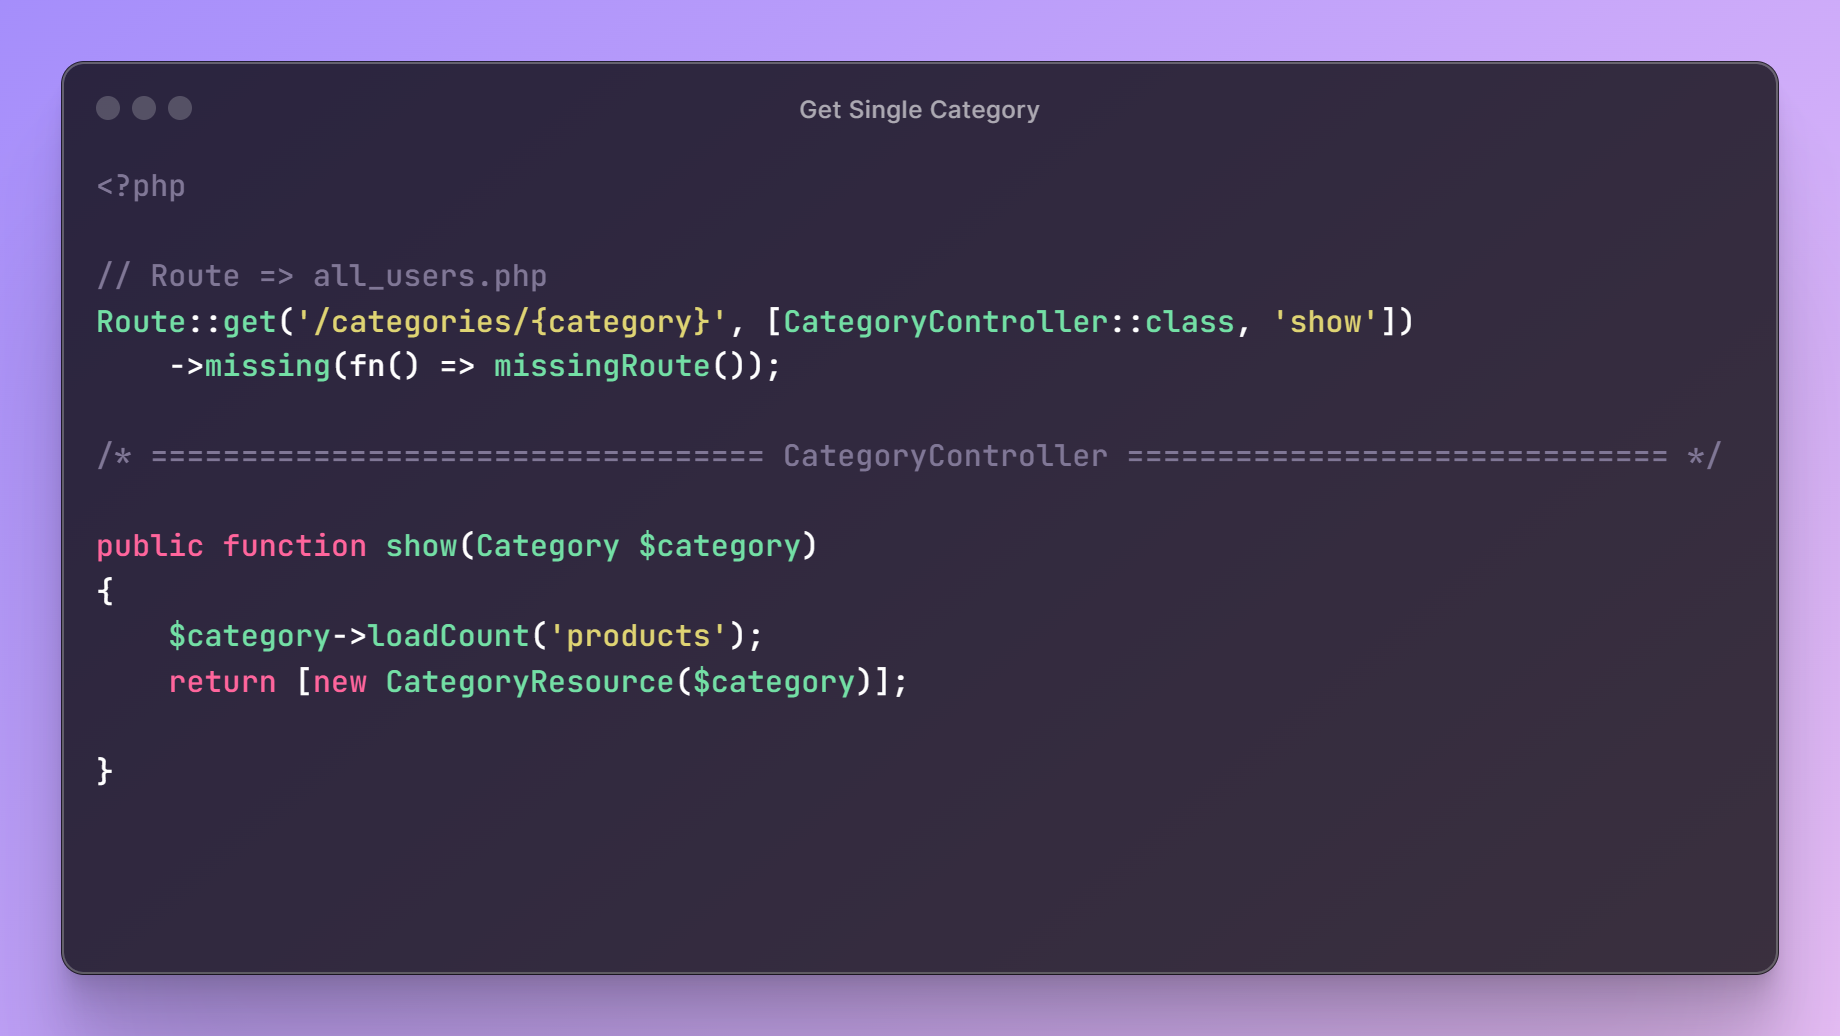 Get Single Category
<?php
// Route => all_users.php
Route::get('/categories/{category}', [CategoryController::class, 'show'])
    ->missing(fn() => missingRoute());
/* ================================== CategoryController ============================== */
public function show(Category $category)
{
    $category->loadCount('products');
    return [new CategoryResource($category)];
}